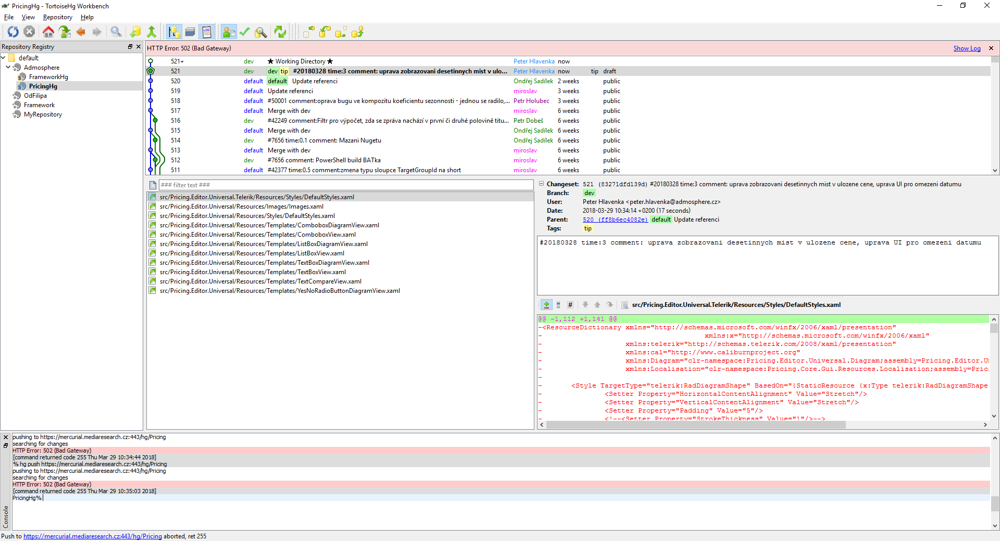 PricingHg - TortoiseHg Workbench
File View Repository Help
LOG
Repository Registry
default
Admosphere
FrameworkHg
PricingHg
OdFilipa
Framework
MyRepository
HTTP Error: 502 (Bad Gateway) Show Log
521+ dev ★ Working Directory ★ Peter Hlavenka now
521 dev dev tip #20180328 time:3 comment: uprava zobrazovani desetinnych mist v ulo... Peter Hlavenka now tip draft
520 default default Update referenci Ondřej Sadílek 2 weeks public
519 default Update referenci miroslav 3 weeks public
518 default #50001 comment:oprava bugu ve kompozitu koeficientu sezonnosti - jednou se radilo,... Petr Holubec 3 weeks public
517 default Merge with dev miroslav 6 weeks public
516 dev #42249 comment:Filtr pro výpočet, zda se zpráva nachází v první či druhé polovině titu... Petr Dobeš 6 weeks public
515 default Merge with dev Ondřej Sadílek 6 weeks public
514 dev #7656 time:0.1 comment: Mazani Nugetu Ondřej Sadílek 6 weeks public
513 default Merge with dev miroslav 6 weeks public
512 dev #7656 comment: PowerShell build BATka miroslav 6 weeks public
511 default #42377 time:0.5 comment:zmena typu sloupce TargetGroupId na short miroslav 6 weeks public
### filter text ###
src/Pricing.Editor.Universal.Telerik/Resources/Styles/DefaultStyles.xaml
src/Pricing.Editor.Universal/Resources/Images/Images.xaml
src/Pricing.Editor.Universal/Resources/Styles/DefaultStyles.xaml
src/Pricing.Editor.Universal/Resources/Templates/ComboboxDiagramView.xaml
src/Pricing.Editor.Universal/Resources/Templates/ComboboxView.xaml
src/Pricing.Editor.Universal/Resources/Templates/ListBoxDiagramView.xaml
src/Pricing.Editor.Universal/Resources/Templates/ListBoxView.xaml
src/Pricing.Editor.Universal/Resources/Templates/TextBoxDiagramView.xaml
src/Pricing.Editor.Universal/Resources/Templates/TextBoxView.xaml
src/Pricing.Editor.Universal/Resources/Templates/TextCompareView.xaml
src/Pricing.Editor.Universal/Resources/Templates/YesNoRadioButtonDiagramView.xaml
Changeset: 521 (83271dfd139d) #20180328 time:3 comment: uprava zobrazovani desetinnych mist v ulozene cene, uprava UI pro omezeni datumu
Branch: dev
User: Peter Hlavenka <peter.hlavenka@admosphere.cz>
Date: 2018-03-29 10:34:14 +0200 (17 seconds)
Parent: 520 (ff8b6ec4082e) default Update referenci
Tags: tip
#20180328 time:3 comment: uprava zobrazovani desetinnych mist v ulozene cene, uprava UI pro omezeni datumu
# src/Pricing.Editor.Universal.Telerik/Resources/Styles/DefaultStyles.xaml
@@ -1,112 +1,141 @@
-<ResourceDictionary xmlns="http://schemas.microsoft.com/winfx/2006/xaml/presentation"
- xmlns:x="http://schemas.microsoft.com/winfx/2006/xaml"
- xmlns:telerik="http://schemas.telerik.com/2008/xaml/presentation"
- xmlns:cal="http://www.caliburnproject.org"
- xmlns:Diagram="clr-namespace:Pricing.Editor.Universal.Diagram;assembly=Pricing.Editor.U
- xmlns:Localisation="clr-namespace:Pricing.Core.Gui.Resources.Localisation;assembly=Pric
-
- <Style TargetType="telerik:RadDiagramShape" BasedOn="{StaticResource {x:Type telerik:RadDiagramShape
- <Setter Property="HorizontalContentAlignment" Value="Stretch"/>
- <Setter Property="VerticalContentAlignment" Value="Stretch"/>
- <Setter Property="Padding" Value="5"/>
- <!--<Setter Property="StrokeThickness" Value="1"/>-->
pushing to https://mercurial.mediaresearch.cz:443/hg/Pricing
searching for changes
HTTP Error: 502 (Bad Gateway)
[command returned code 255 Thu Mar 29 10:34:44 2018]
% hg push https://mercurial.mediaresearch.cz:443/hg/Pricing
pushing to https://mercurial.mediaresearch.cz:443/hg/Pricing
searching for changes
HTTP Error: 502 (Bad Gateway)
[command returned code 255 Thu Mar 29 10:35:03 2018]
PricingHg%
Console
Push to https://mercurial.mediaresearch.cz:443/hg/Pricing aborted, ret 255